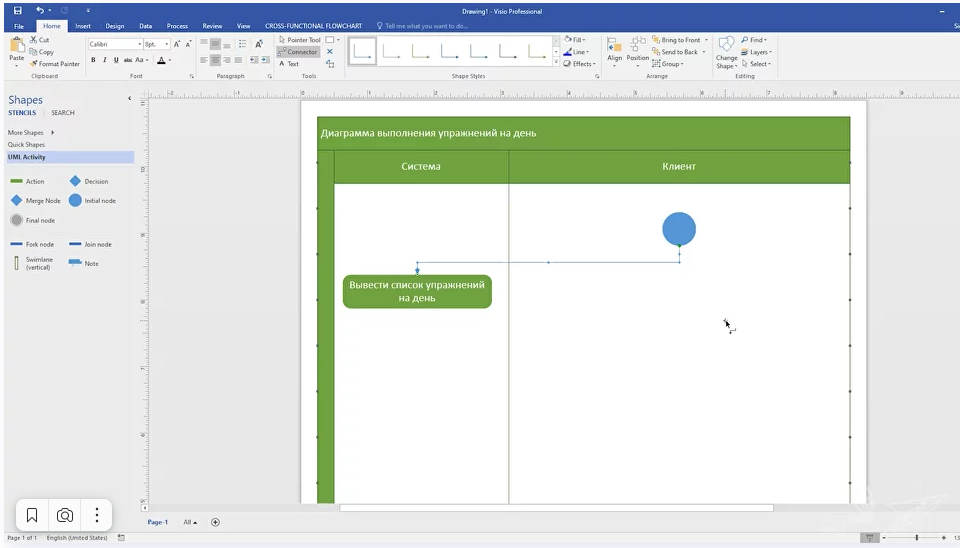 Drawing1 - Visio Professional
File Home Insert Design Data Process Review View CROSS-FUNCTIONAL FLOWCHART Tell me what you want to do...
Paste
Cut
Copy
Format Painter
Clipboard
Calibri 8pt. A A
B I U abc Aa A
Font
Paragraph
Pointer Tool
Connector
A Text
Tools
Shape Styles
Fill
Line
Effects
Align Position
Bring to Front
Send to Back
Group
Arrange
Change Shape
Find
Layers
Select
Editing
Shapes
STENCILS SEARCH
More Shapes
Quick Shapes
UML Activity
Action Decision
Merge Node Initial node
Final node
Fork node Join node
Swimlane (vertical) Note
Диаграмма выполнения упражнений на день
Система Клиент
Вывести список упражнений
на день
Page-1 All
Page 1 of 1 English (United States)